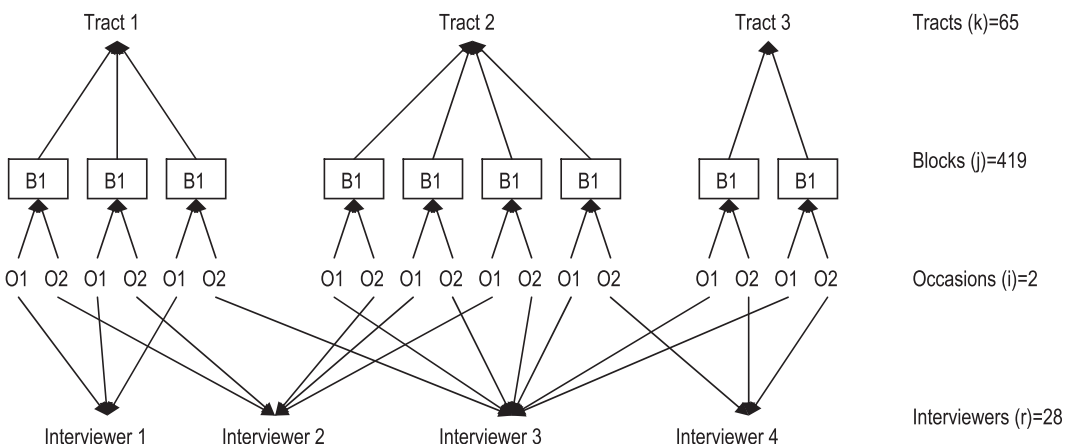 Tract 1 Tract 2 Tract 3 Tracts (k)=65
B1 B1 B1 B1 B1 B1 B1 B1 B1 Blocks (j)=419
O1 O2 O1 O2 O1 O2 O1 O2 O1 O2 O1 O2 O1 O2 O1 O2 O1 O2 Occasions (i)=2
Interviewer 1 Interviewer 2 Interviewer 3 Interviewer 4 Interviewers (r)=28